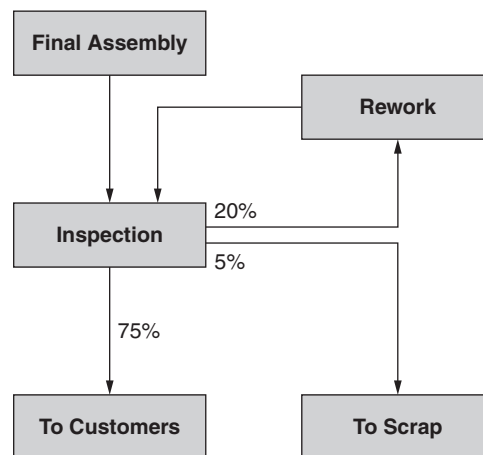 Final Assembly
Rework
20%
Inspection
5%
75%
To Customers
To Scrap